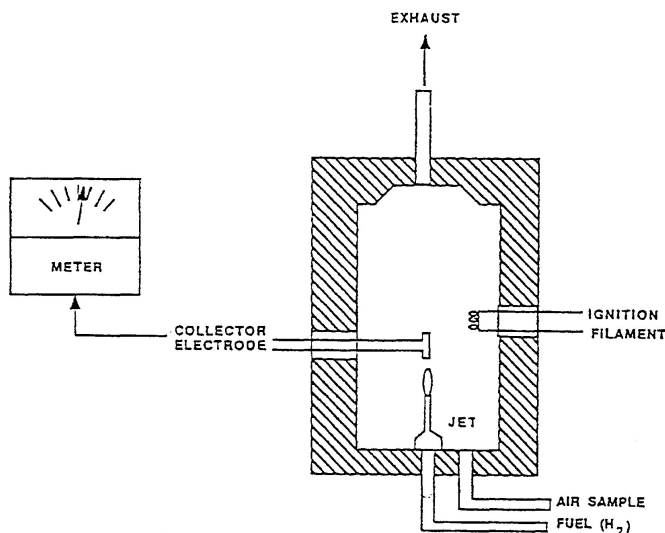 EXHAUST
METER
COLLECTOR
ELECTRODE
IGNITION
FILAMENT
JET
AIR SAMPLE
FUEL (H₂)